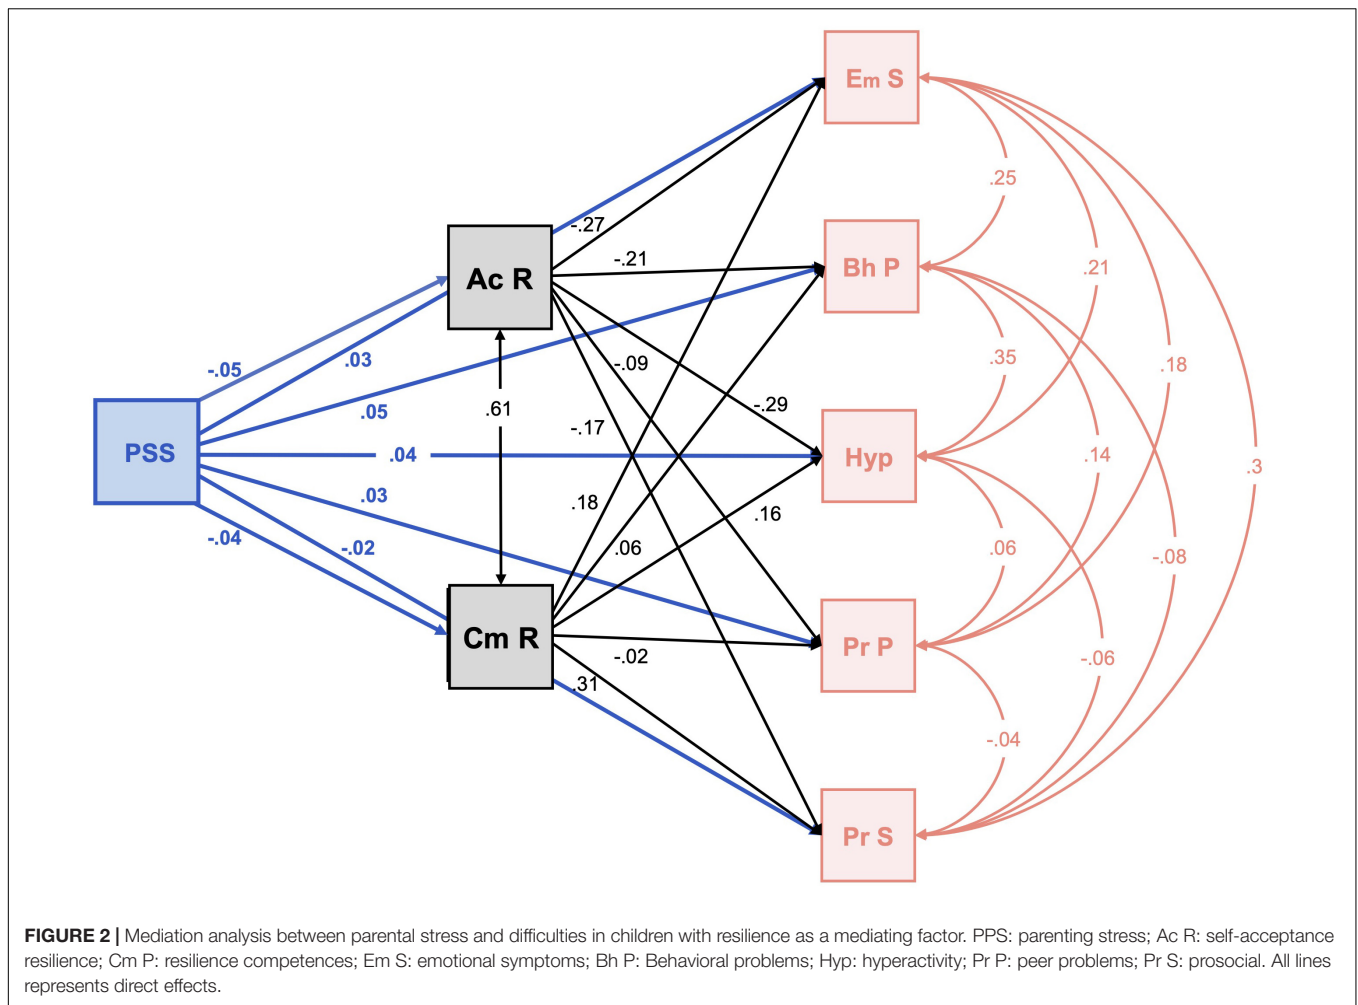 Em S
.25
-.27
Ac R
-.21
Bh P
.21
-.05
.03
-.09
.35
.18
.05
.61
-.29
-.17
PSS
.04
Hyp
.14
.3
.03
.18
.16
-.04
-.02
.06
.06
-.08
Cm R
-.02
Pr P
-.06
.31
-.04
Pr S
FIGURE 2 | Mediation analysis between parental stress and difficulties in children with resilience as a mediating factor. PPS: parenting stress; Ac R: self-acceptance
resilience; Cm P: resilience competences; Em S: emotional symptoms; Bh P: Behavioral problems; Hyp: hyperactivity; Pr P: peer problems; Pr S: prosocial. All lines
represents direct effects.